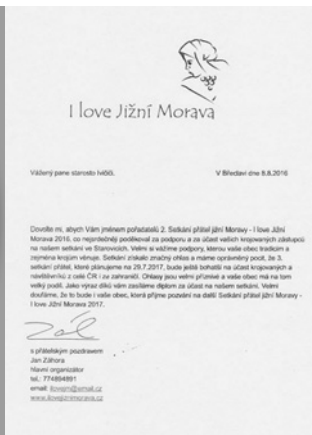 I love Jižní Morava
Vážený pane starosto Ivičiči, V Břeclavi dne 8.8.2016
Dovolte mi, abych Vám jménem pořadatelů 2. Setkání přátel jižní Moravy - I love Jižní
Morava 2016, co nejsrdečněji poděkoval za podporu a za účast vašich krojovaných zástupců
na našem setkání ve Starovicích. Velmi si vážíme podpory, kterou vaše obec tradicím a
zejména krojům věnuje. Setkání získalo značný ohlas a máme oprávněný pocit, že 3.
setkání přátel, které plánujeme na 29.7.2017, bude ještě bohatší na účast krojovaných a
návštěvníků z celé ČR i ze zahraničí. Ohlasy jsou velmi příznivé a vaše obec má na tom
velký podíl. Jako výraz díků vám zasíláme diplom za účast na našem setkání. Velmi
doufáme, že to bude i vaše obec, která přijme pozvání na další Setkání přátel jižní Moravy -
I love Jižní Morava 2017.
s přátelským pozdravem
Jan Záhora
hlavní organizátor
tel.: 774894891
email: ilovejm@email.cz
www.ilovejiznimorava.cz